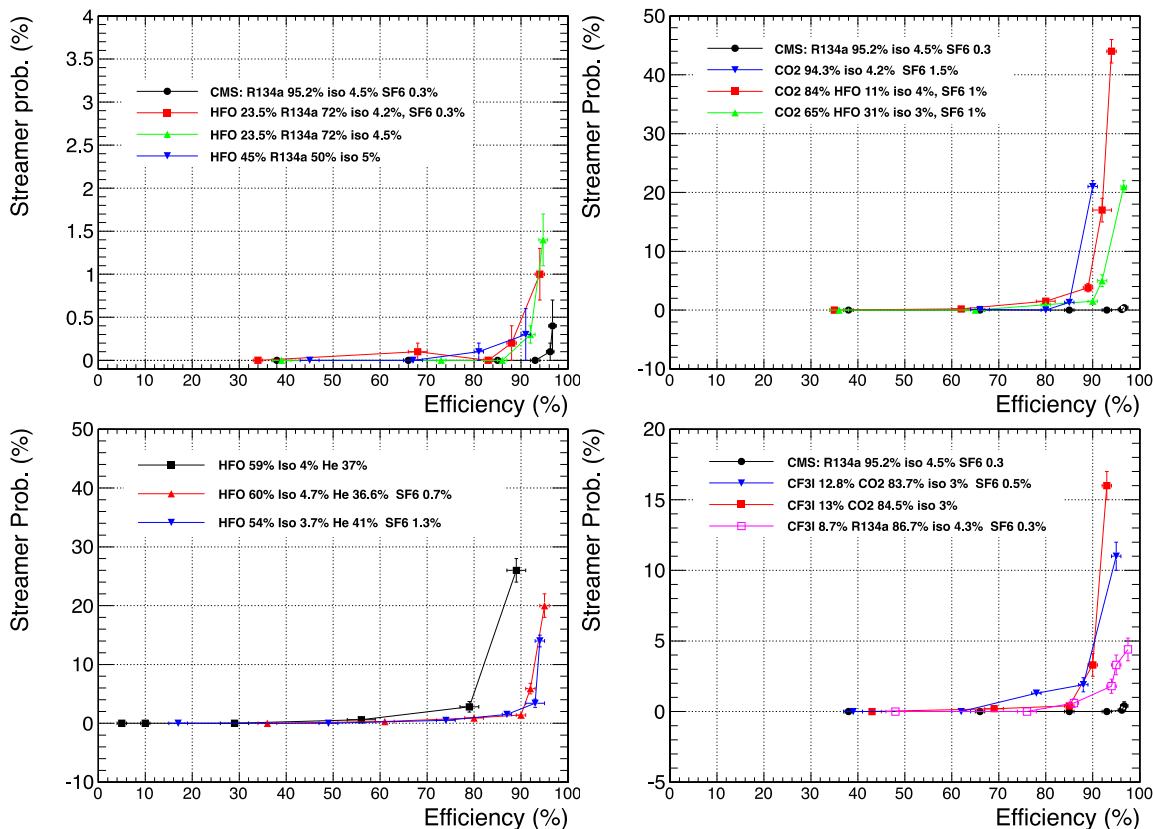 Streamer prob. (%)
4
3.5
3
2.5
2
1.5
1
0.5
0
CMS: R134a 95.2% iso 4.5% SF6 0.3%
HFO 23.5% R134a 72% iso 4.2%, SF6 0.3%
HFO 23.5% R134a 72% iso 4.5%
HFO 45% R134a 50% iso 5%
0 10 20 30 40 50 60 70 80 90 100
Efficiency (%)
Streamer Prob. (%)
50
40
30
20
10
0
-10
CMS: R134a 95.2% iso 4.5% SF6 0.3
CO2 94.3% iso 4.2% SF6 1.5%
CO2 84% HFO 11% iso 4%, SF6 1%
CO2 65% HFO 31% iso 3%, SF6 1%
0 10 20 30 40 50 60 70 80 90 100
Efficiency (%)
Streamer Prob. (%)
50
40
30
20
10
0
-10
HFO 59% Iso 4% He 37%
HFO 60% Iso 4.7% He 36.6% SF6 0.7%
HFO 54% Iso 3.7% He 41% SF6 1.3%
0 10 20 30 40 50 60 70 80 90 100
Efficiency (%)
Streamer Prob. (%)
20
15
10
5
0
-5
CMS: R134a 95.2% iso 4.5% SF6 0.3
CF3I 12.8% CO2 83.7% iso 3% SF6 0.5%
CF3I 13% CO2 84.5% iso 3%
CF3I 8.7% R134a 86.7% iso 4.3% SF6 0.3%
0 10 20 30 40 50 60 70 80 90 100
Efficiency (%)